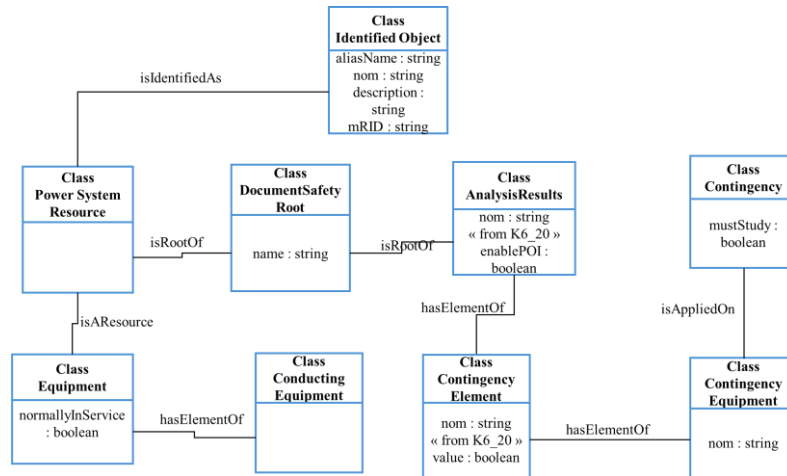 Class
Identified Object
aliasName : string
nom : string
description :
string
mRID : string
isIdentifiedAs
Class
Power System
Resource
isRootOf
Class
DocumentSafety
Root
name : string
isRootOf
Class
AnalysisResults
nom : string
« from K6_20 »
enablePOI :
boolean
Class
Contingency
mustStudy :
boolean
isAResource
hasElementOf
isAppliedOn
Class
Equipment
normallyInService
: boolean
hasElementOf
Class
Conducting
Equipment
Class
Contingency
Element
nom : string
« from K6_20 »
value : boolean
hasElementOf
Class
Contingency
Equipment
nom : string